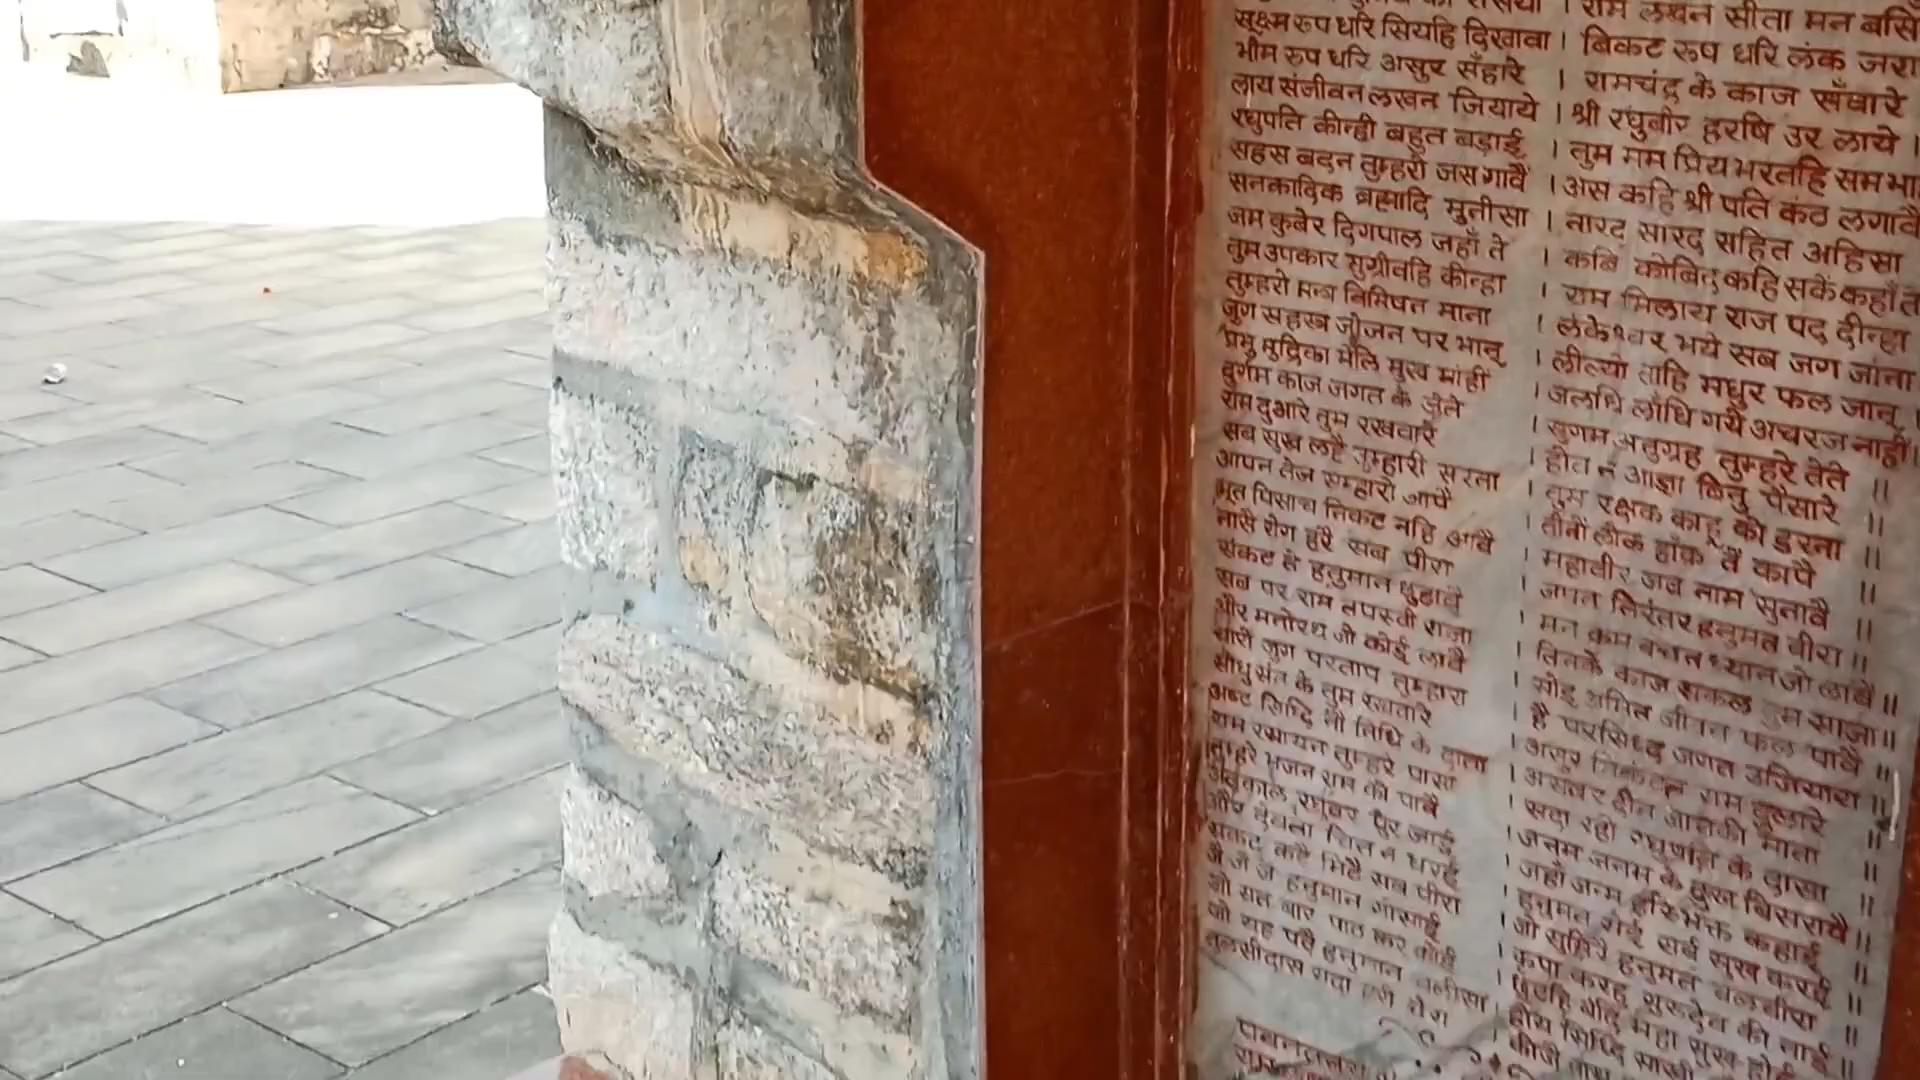 राम लखन सीता मन बसि
सूक्ष्म रुप धरि सियहि दिखावा । बिकट रुप धरि लंक जरा
भीम रुप धरि असुर सँहारे । रामचंद्र के काज सँवारे
लाय संजीवन लखन जियाये । श्री रघुबीर हरषि उर लाये ।
रघुपति कीन्ही बहुत बड़ाई । तुम मम प्रिय भरतहि सम भा
सहस बदन तुम्हरो जस गावैं । अस कहि श्री पति कंठ लगावैं
सनकादिक ब्रह्मादि मुनीसा । नारद सारद सहित अहिसा
जम कुबेर दिगपाल जहाँ ते । कबि कोबिद कहि सकें कहाँ त
तुम उपकार सुग्रीवहि कीन्हा । राम मिलाय राज पद दीन्हा
तुम्हरो मन्त्र बिभिषन माना । लंकेश्वर भये सब जग जाना
जुग सहस्त्र जोजन पर भानू । लील्यो ताहि मधुर फल जानू ।
प्रभु मुद्रिका मेलि मुख मांहीं । जलधि लाँधि गये अचरज नाहीं।
दुर्गम काज जगत के जेते । सुगम अनुग्रह तुम्हरे तेते ॥
राम दुआरे तुम रखवारे । होत न आज्ञा बिनु पैसारे ॥
सब सुख लहै तुम्हारी सरना । तुम रक्षक काहू को डरना ॥
आपन तेज सम्हारो आपै । तीनों लोक हाँक तें कापै ॥
भूत पिसाच निकट नहि आवै । महावीर जब नाम सुनावै ॥
नासै रोग हरै सब पीरा । जपत निरंतर हनुमत वीरा ॥
संकट ते हनुमान छुडावे । मन क्रम बचन ध्यान जो लावै ॥
सब पर राम तपस्वी राजा । तिनके काज सकल तुम साजा ॥
और मनोरथ जो कोई लावै । सोइ अमित जीवन फल पावै ॥
चारों जुग परताप तुम्हारा । है परसिध्द जगत उजियारा ॥
साधु संत के तुम रखवारे । असुर निकंदन राम दुलारे ॥
अष्ट सिध्दि नौ निधि के दाता । असबर दीन जानकी माता ॥
राम रसायन तुम्हरे पासा । सदा रहो रघुपति के दासा ॥
तुम्हरे भजन राम को पावै । जनम जनम के दुख बिसरावै ॥
अंतकाल रघुवर पुर जाई । जहाँ जन्म हरिभक्त कहाई ॥
और देवता चित्त न धरई । हनुमत सेई सर्ब सुख करई ॥
संकट कटै मिटै सब पीरा । जो सुमिरै हनुमत बलबीरा ॥
जै जै जै हनुमान गोसाई । कृपा करहु गुरुदेव की नाई ॥
जो सत बार पाठ कर कोई । छूटहि बंदि महा सुख हो
जो यह पढै हनुमान चलीसा । होय सिध्दि साखी
तुलसीदास सदा हरी चेरा । कीजै
पवनतनय